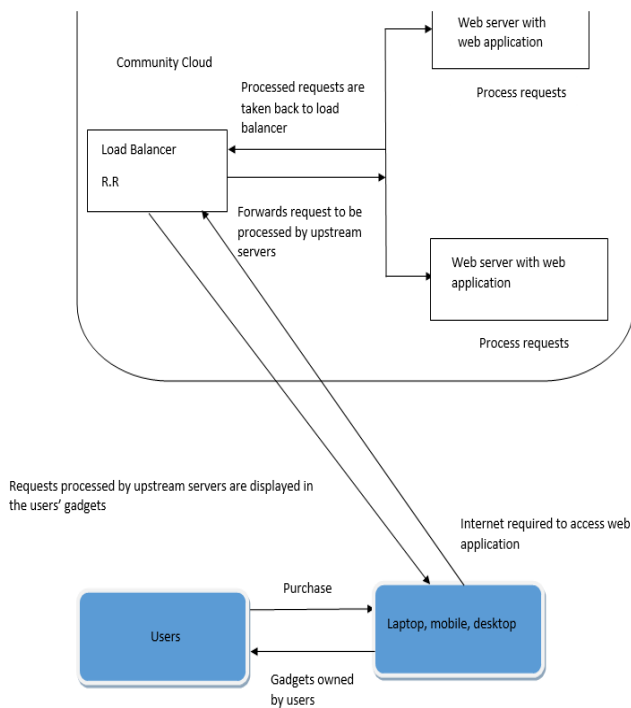 Web server with
web application
Community Cloud
Processed requests are
taken back to load
balancer
Process requests
Load Balancer
R.R
Forwards request to be
processed by upstream
servers
Web server with web
application
Process requests
Requests processed by upstream servers are displayed in
the users’ gadgets
Internet required to access web
application
Purchase
Users
Laptop, mobile, desktop
Gadgets owned
by users